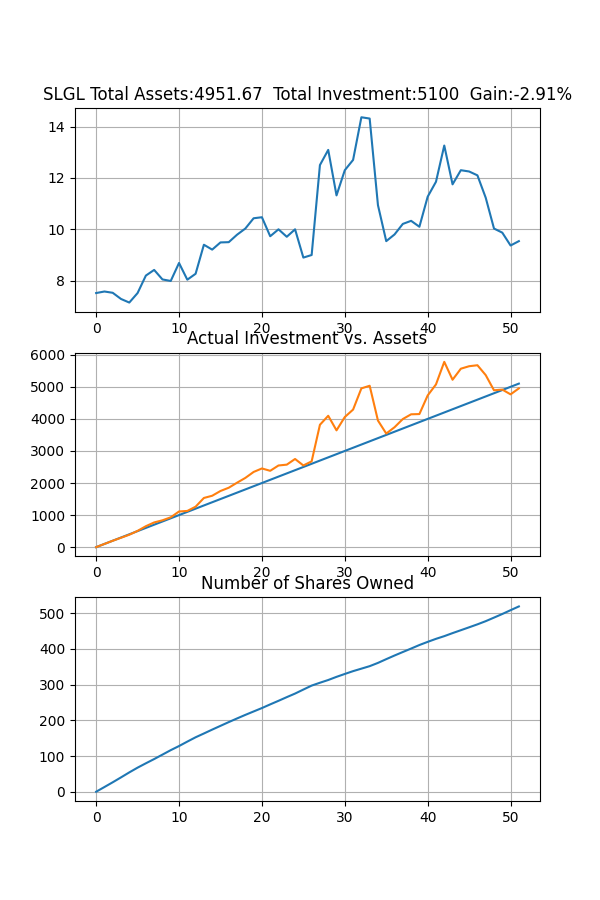 SLGL Total Assets:4951.67  Total Investment:5100  Gain:-2.91%
14
12
10
8
0 10 20 30 40 50
Actual Investment vs. Assets
6000
5000
4000
3000
2000
1000
0
0 10 20 30 40 50
Number of Shares Owned
500
400
300
200
100
0
0 10 20 30 40 50